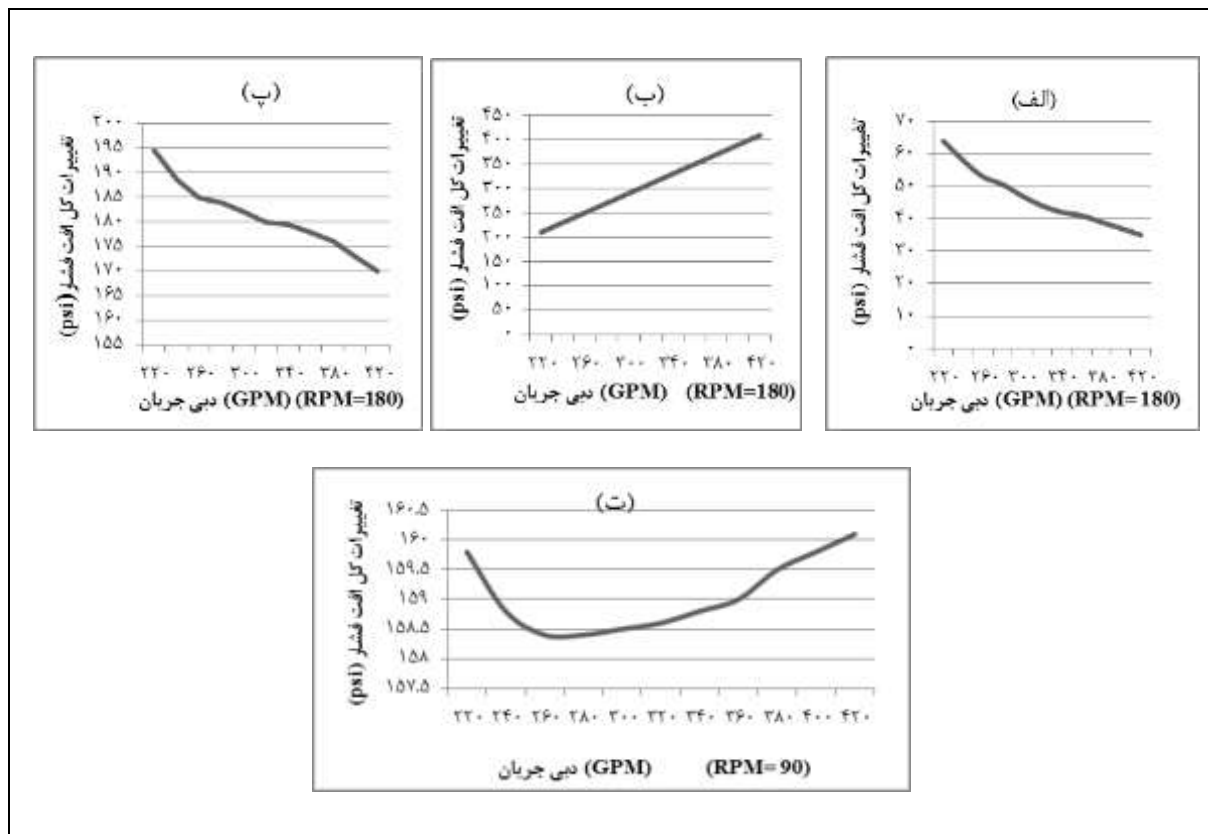 (الف)
تغییرات کل افت فشار (psi)
۷۰
۶۰
۵۰
۴۰
۳۰
۲۰
۱۰
۰
۲۲۰ ۲۶۰ ۳۰۰ ۳۴۰ ۳۸۰ ۴۲۰
دبی جریان (GPM) (RPM=180)
(ب)
تغییرات کل افت فشار (psi)
۴۵۰
۴۰۰
۳۵۰
۳۰۰
۲۵۰
۲۰۰
۱۵۰
۱۰۰
۵۰
۰
۲۲۰ ۲۶۰ ۳۰۰ ۳۴۰ ۳۸۰ ۴۲۰
دبی جریان (GPM) (RPM=180)
(پ)
تغییرات کل افت فشار (psi)
۲۰۰
۱۹۵
۱۹۰
۱۸۵
۱۸۰
۱۷۵
۱۷۰
۱۶۵
۱۶۰
۱۵۵
۲۲۰ ۲۶۰ ۳۰۰ ۳۴۰ ۳۸۰ ۴۲۰
دبی جریان (GPM) (RPM=180)
(ت)
تغییرات کل افت فشار (psi)
۱۶۰.۵
۱۶۰
۱۵۹.۵
۱۵۹
۱۵۸.۵
۱۵۸
۱۵۷.۵
۲۲۰ ۲۴۰ ۲۶۰ ۲۸۰ ۳۰۰ ۳۲۰ ۳۴۰ ۳۶۰ ۳۸۰ ۴۰۰ ۴۲۰
دبی جریان (GPM) (RPM= 90)